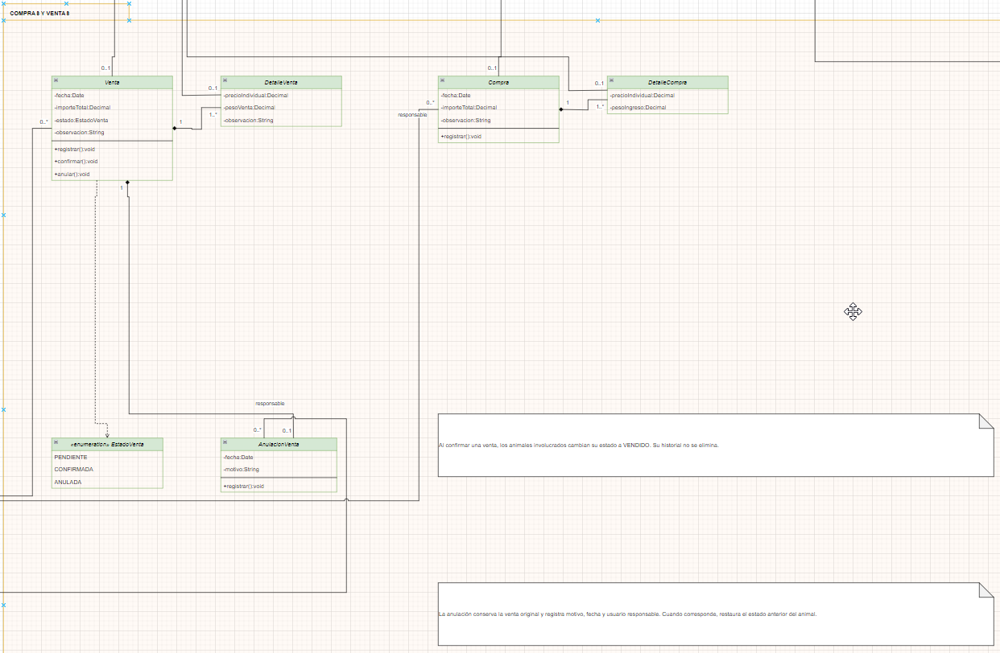 COMPRAS Y VENTAS
0..1
0..1
0..1
0..1
Venta
-fecha:Date
-importeTotal:Decimal
-estado:EstadoVenta
-observacion:String
+registrar():void
+confirmar():void
+anular():void
0..*
1
1
DetalleVenta
-precioIndividual:Decimal
-pesoVenta:Decimal
-observacion:String
1..*
Compra
-fecha:Date
-importeTotal:Decimal
-observacion:String
+registrar():void
0..*
responsable
1
1..*
DetalleCompra
-precioIndividual:Decimal
-pesoIngreso:Decimal
responsable
0..*
0..1
«enumeration» EstadoVenta
PENDIENTE
CONFIRMADA
ANULADA
AnulacionVenta
-fecha:Date
-motivo:String
+registrar():void
Al confirmar una venta, los animales involucrados cambian su estado a VENDIDO. Su historial no se elimina.
La anulación conserva la venta original y registra motivo, fecha y usuario responsable. Cuando corresponde, restaura el estado anterior del animal.